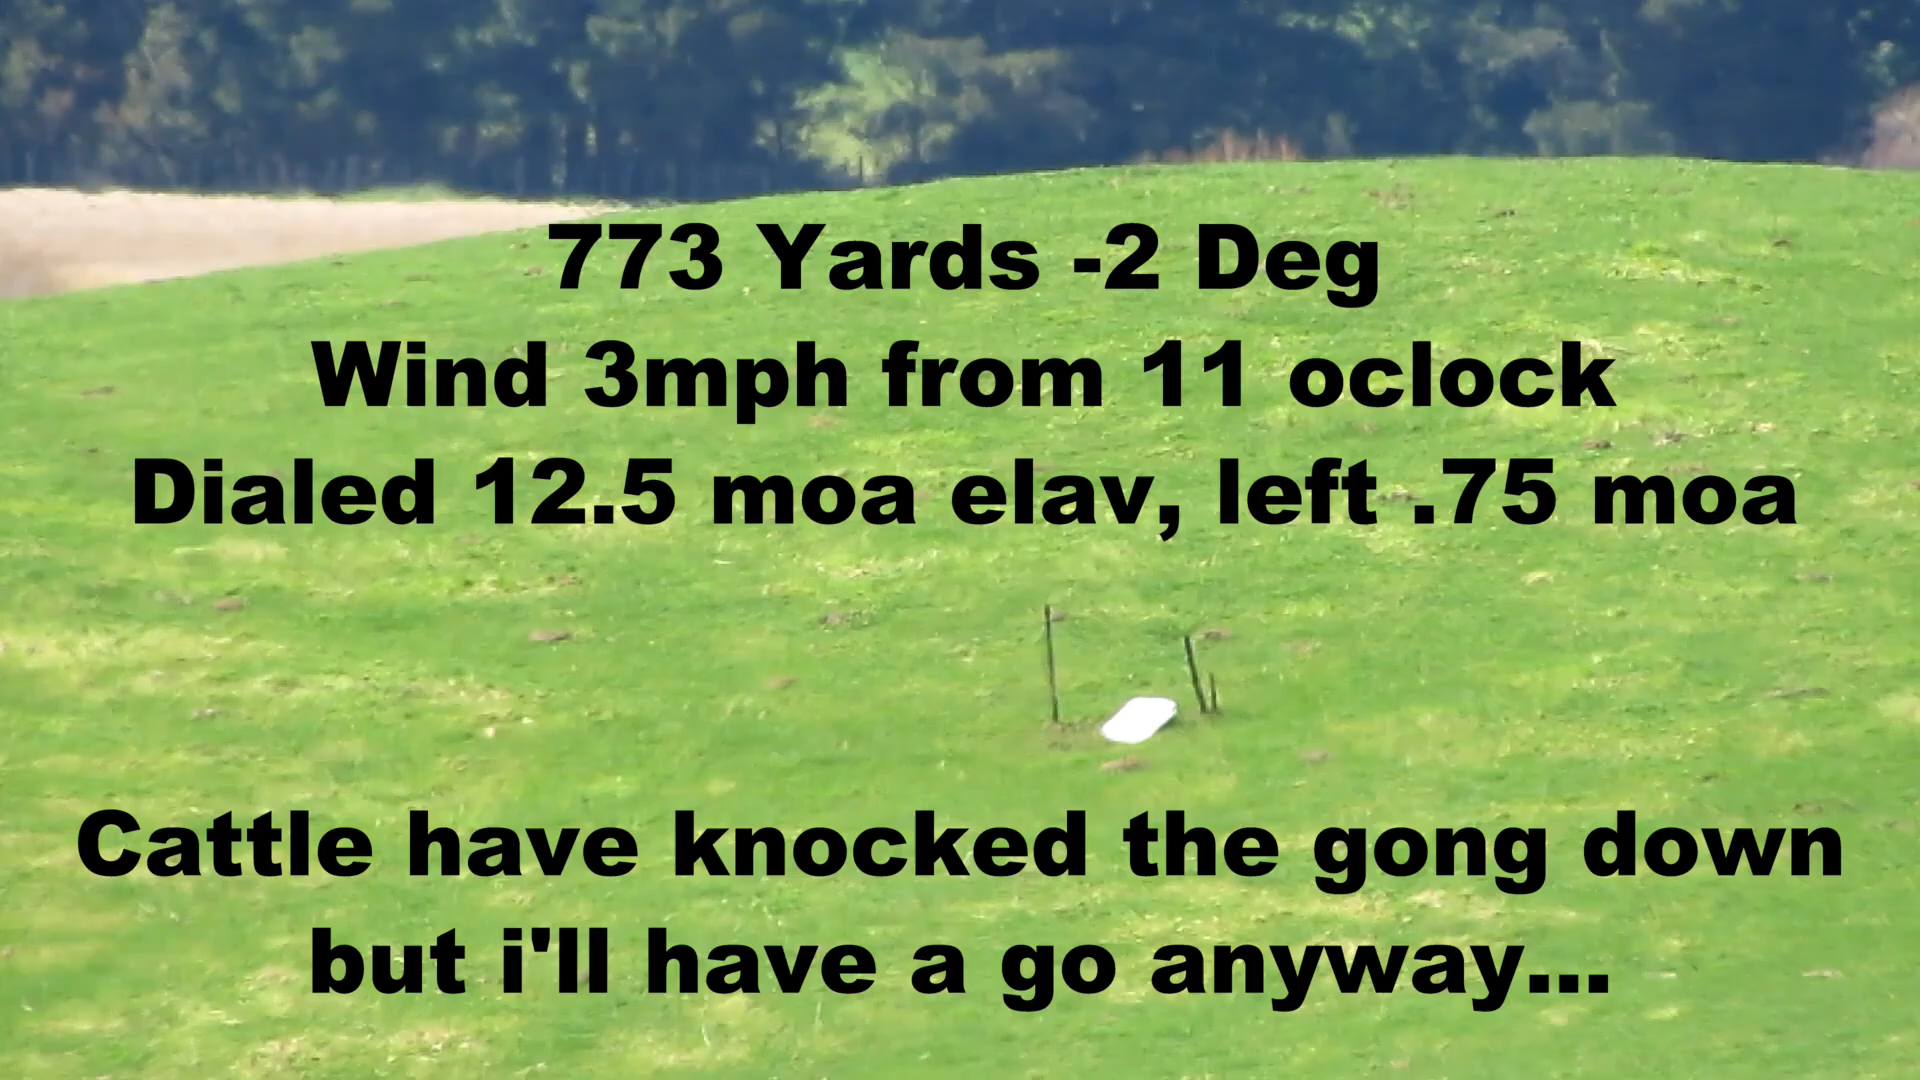 773 Yards -2 Deg
Wind 3mph from 11 oclock
Dialed 12.5 moa elav, left .75 moa
Cattle have knocked the gong down
but i'll have a go anyway...